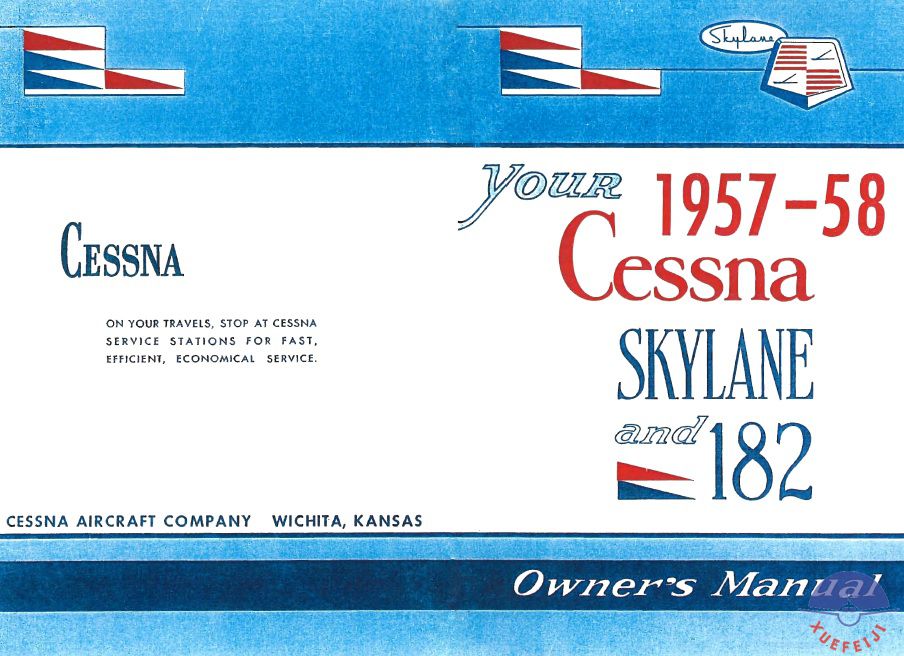 CESSNA
ON YOUR TRAVELS, STOP AT CESSNA
SERVICE STATIONS FOR FAST,
EFFICIENT, ECONOMICAL SERVICE.
CESSNA AIRCRAFT COMPANY WICHITA, KANSAS
Skylane
your 1957-58
Cessna
SKYLANE
and 182
Owner's Manual
XUEFEIJI